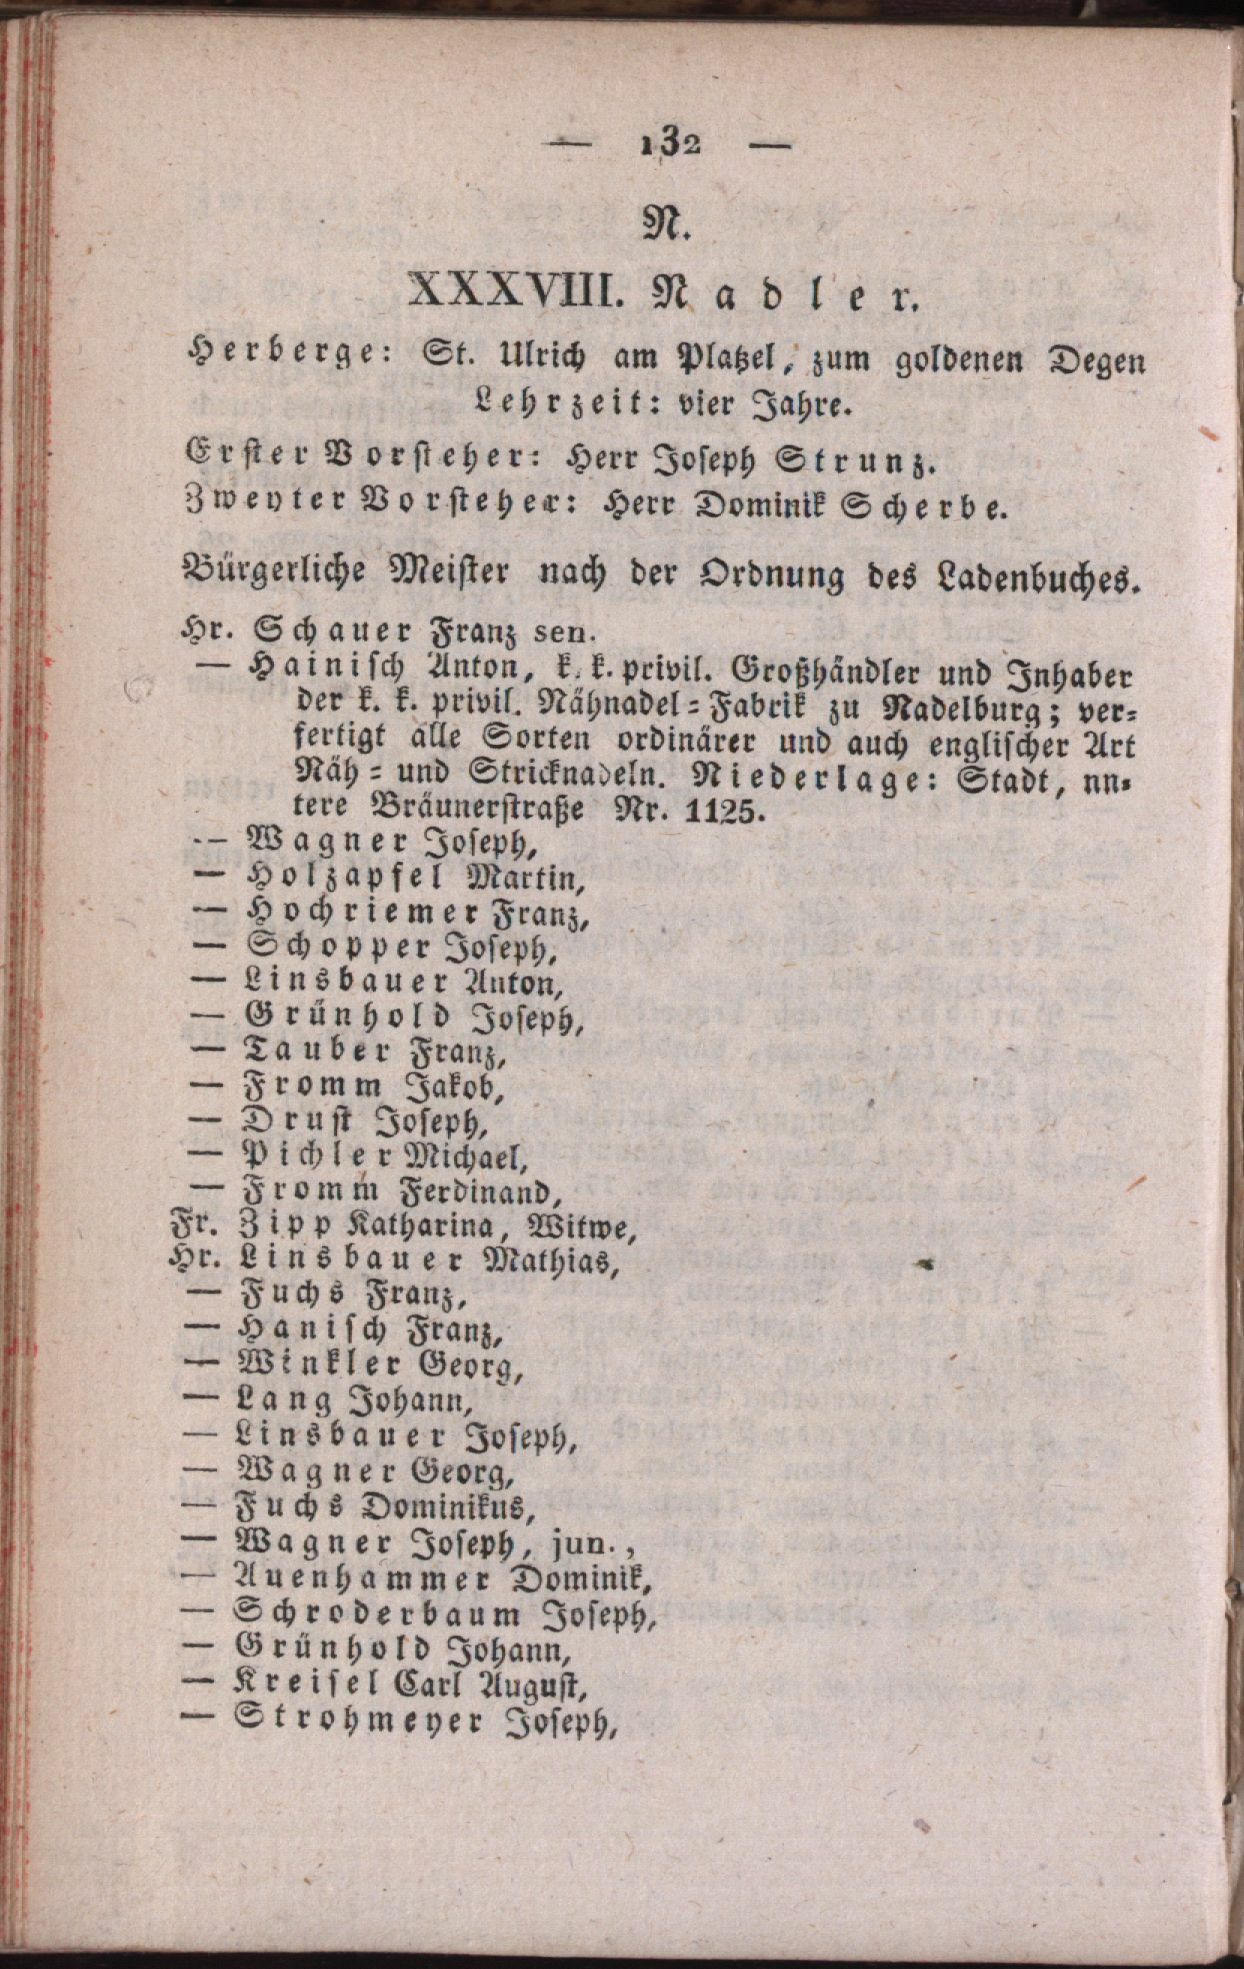 — 132 —
N.
XXXVIII. Nadler.
Herberge: St. Ulrich am Platzel, zum goldenen Degen
Lehrzeit: vier Jahre.
Erster Vorsteher: Herr Joseph Strunz.
Zweyter Vorsteher: Herr Dominik Scherbe.
Bürgerliche Meister nach der Ordnung des Ladenbuches.
Hr. Schauer Franz sen.
— Hainisch Anton, k. k. privil. Großhändler und Inhaber
der k. k. privil. Nähnadel-Fabrik zu Nadelburg; ver-
fertigt alle Sorten ordinärer und auch englischer Art
Näh- und Stricknadeln. Niederlage: Stadt, nn-
tere Bräunerstraße Nr. 1125.
— Wagner Joseph,
— Holzapfel Martin,
— Hochriemer Franz,
— Schopper Joseph,
— Linsbauer Anton,
— Grünhold Joseph,
— Tauber Franz,
— Fromm Jakob,
— Drust Joseph,
— Pichler Michael,
— Fromm Ferdinand,
Fr. Zipp Katharina, Witwe,
Hr. Linsbauer Mathias,
— Fuchs Franz,
— Hanisch Franz,
— Winkler Georg,
— Lang Johann,
— Linsbauer Joseph,
— Wagner Georg,
— Fuchs Dominikus,
— Wagner Joseph, jun.,
— Auenhammer Dominik,
— Schroderbaum Joseph,
— Grünhold Johann,
— Kreisel Carl August,
— Strohmeyer Joseph,